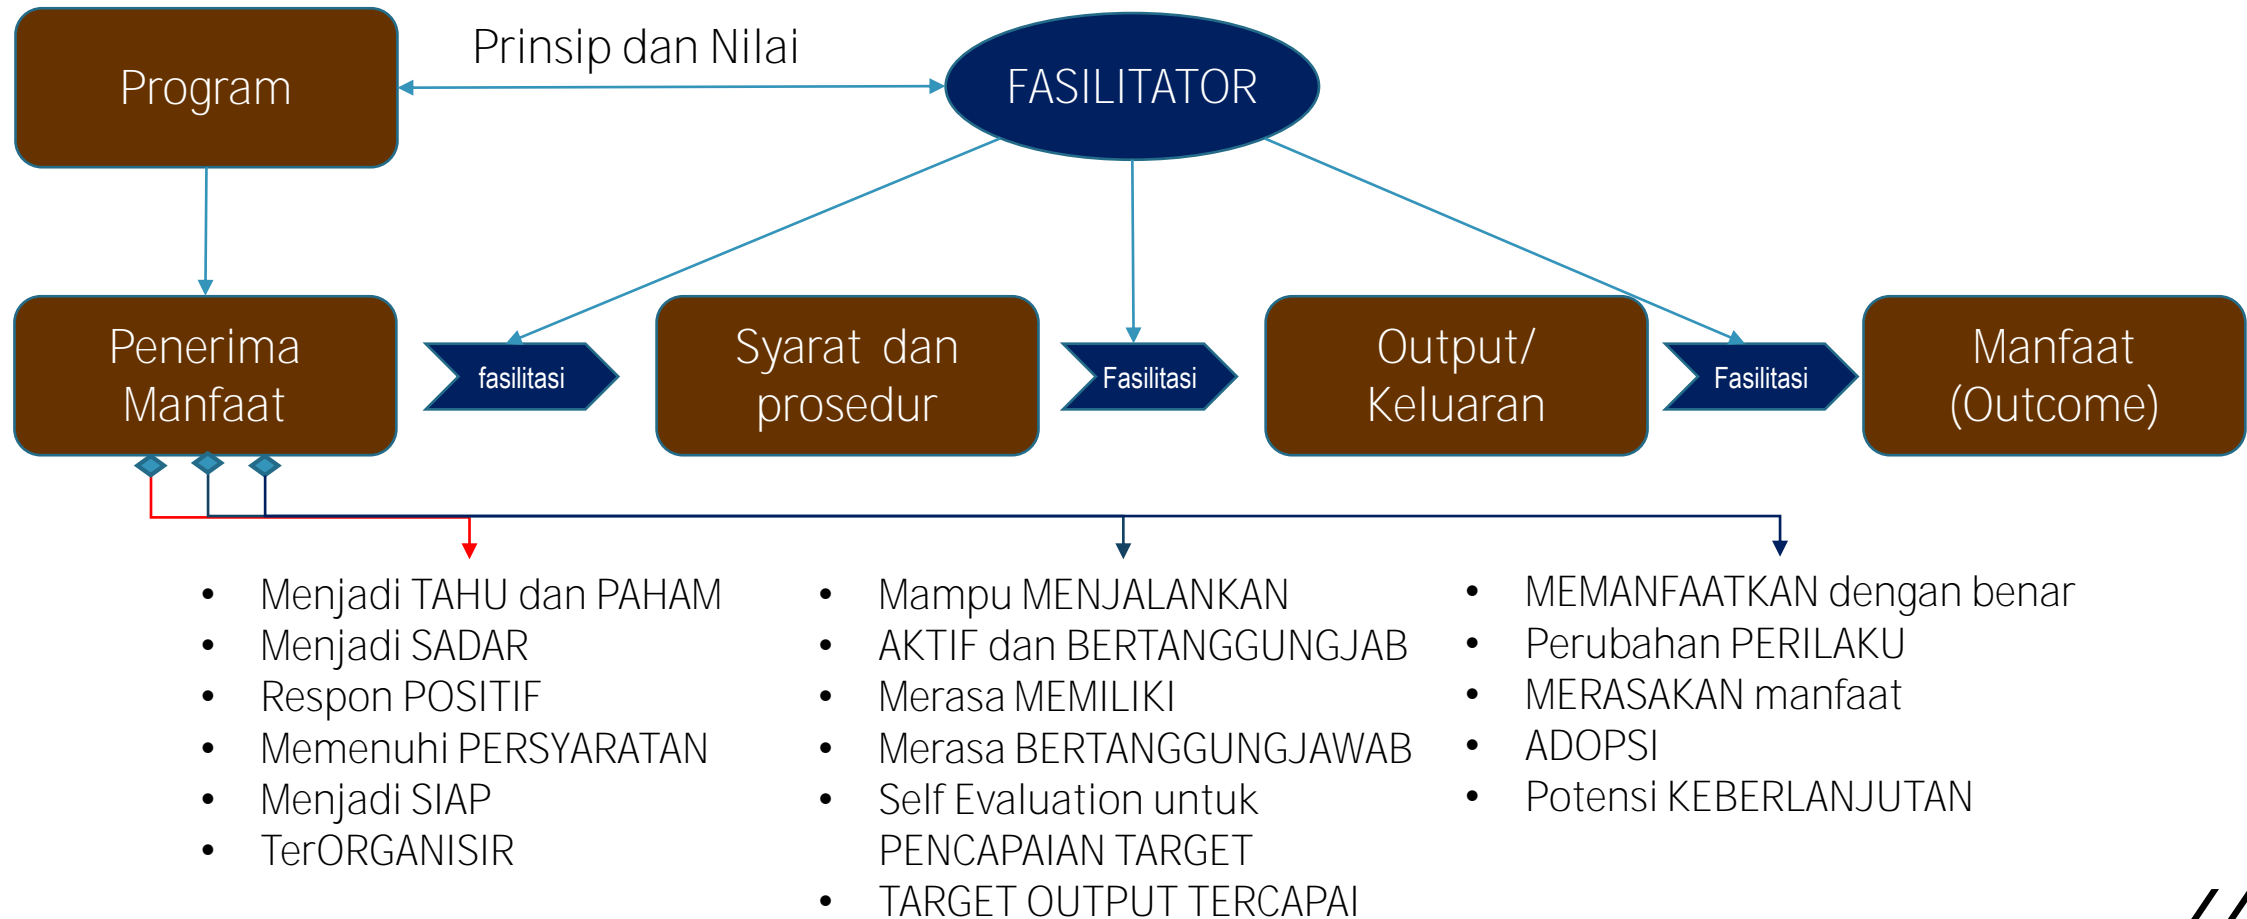 Prinsip dan Nilai
Program
FASILITATOR
Penerima
Manfaat
fasilitasi
Syarat dan
prosedur
Fasilitasi
Output/
Keluaran
Fasilitasi
Manfaat
(Outcome)
• Menjadi TAHU dan PAHAM
• Menjadi SADAR
• Respon POSITIF
• Memenuhi PERSYARATAN
• Menjadi SIAP
• TerORGANISIR
• Mampu MENJALANKAN
• AKTIF dan BERTANGGUNGJAB
• Merasa MEMILIKI
• Merasa BERTANGGUNGJAWAB
• Self Evaluation untuk
PENCAPAIAN TARGET
• TARGET OUTPUT TERCAPAI
• MEMANFAATKAN dengan benar
• Perubahan PERILAKU
• MERASAKAN manfaat
• ADOPSI
• Potensi KEBERLANJUTAN